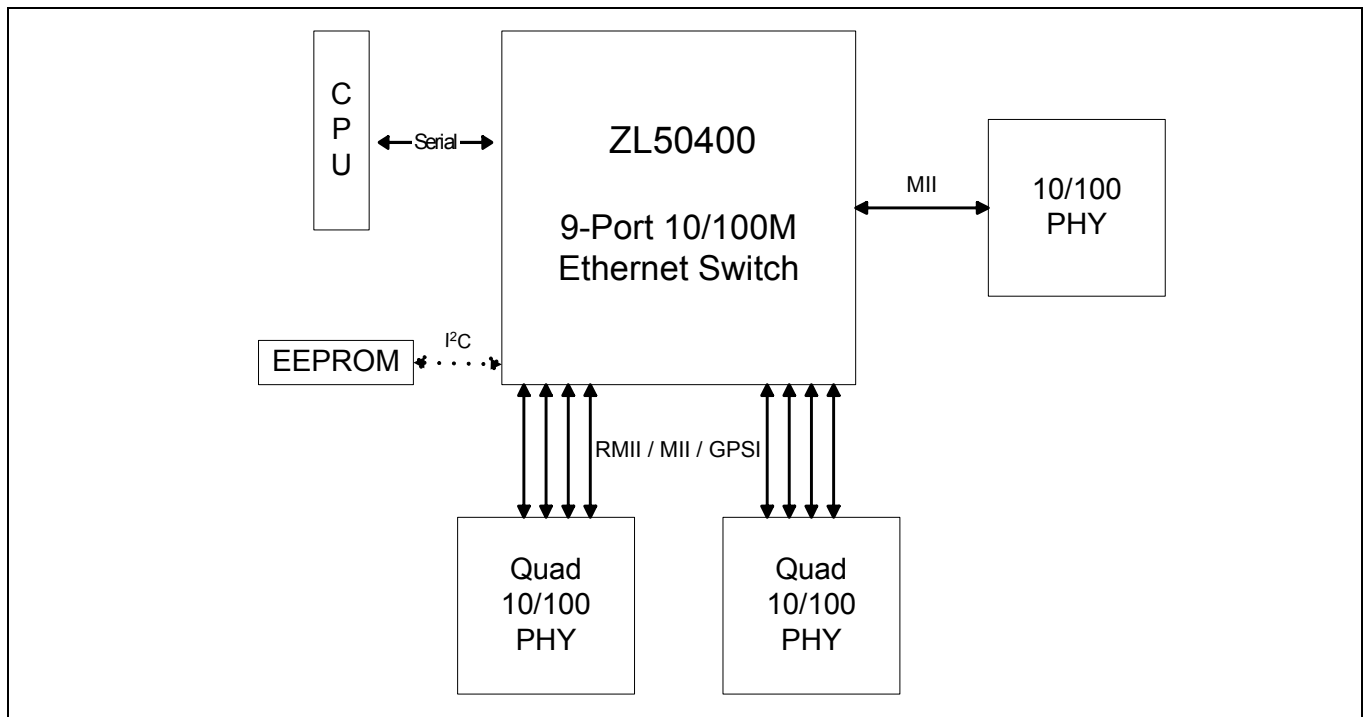 C
P
U
Serial
ZL50400
9-Port 10/100M
Ethernet Switch
MII
10/100
PHY
EEPROM
I²C
RMII / MII / GPSI
Quad
10/100
PHY
Quad
10/100
PHY